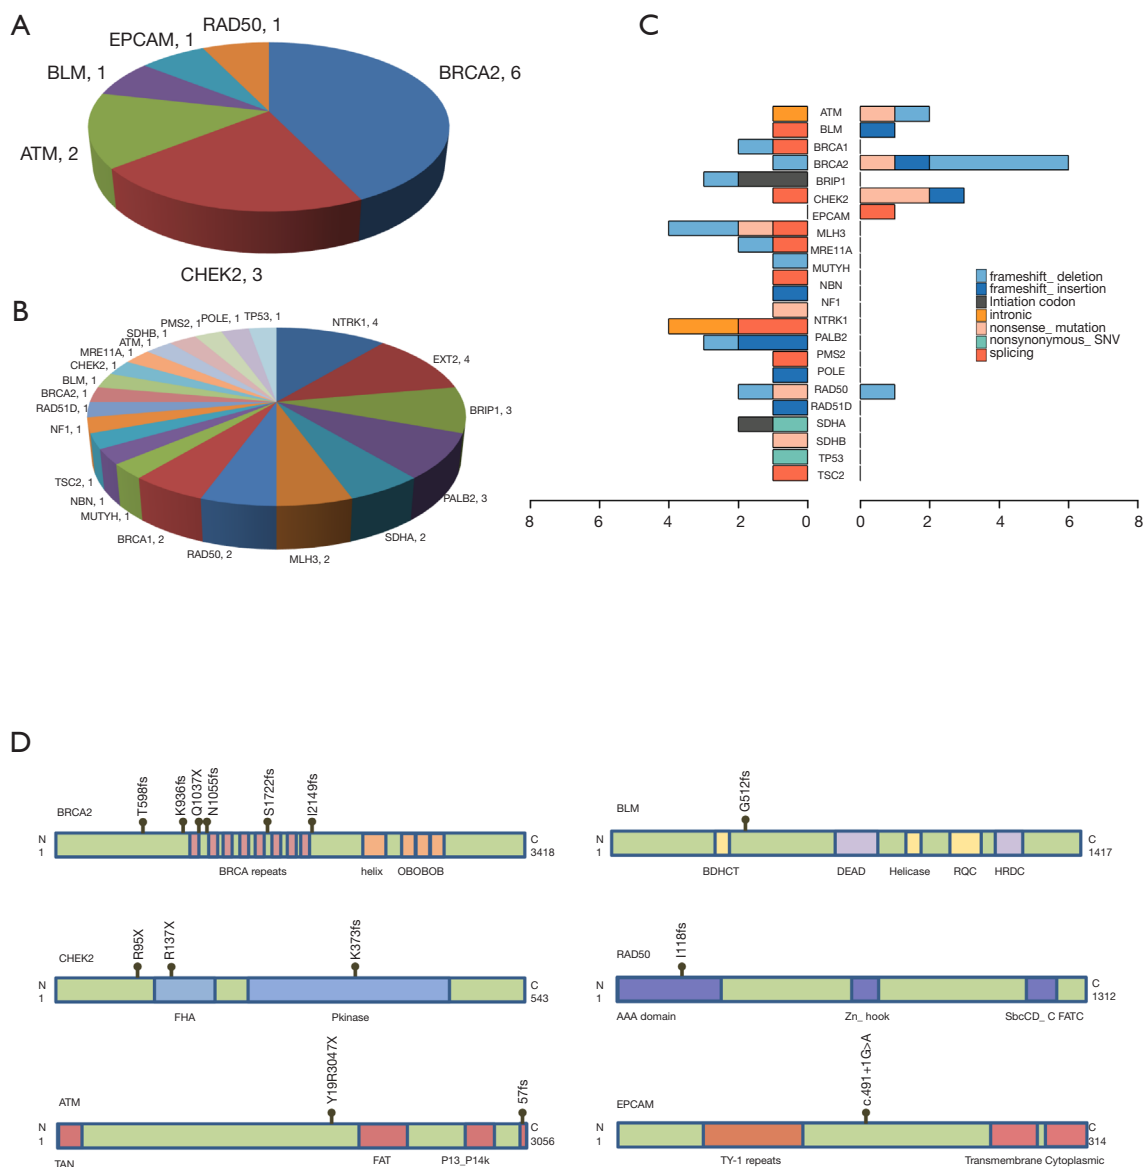 A
RAD50, 1
EPCAM, 1
BLM, 1
BRCA2, 6
ATM, 2
CHEK2, 3
B
TP53, 1
POLE, 1
PMS2, 1
SDHB, 1
ATM, 1
MRE11A, 1
CHEK2, 1
BLM, 1
BRCA2, 1
RAD51D, 1
NF1, 1
TSC2, 1
NBN, 1
MUTYH, 1
BRCA1, 2
RAD50, 2
MLH3, 2
SDHA, 2
PALB2, 3
BRIP1, 3
EXT2, 4
NTRK1, 4
C
ATM
BLM
BRCA1
BRCA2
BRIP1
CHEK2
EPCAM
MLH3
MRE11A
MUTYH
NBN
NF1
NTRK1
PALB2
PMS2
POLE
RAD50
RAD51D
SDHA
SDHB
TP53
TSC2
frameshift_ deletion
frameshift_ insertion
Intiation codon
intronic
nonsense_ mutation
nonsynonymous_ SNV
splicing
8 6 4 2 0 0 2 4 6 8
D
BRCA2
T598fs
K936fs
Q1037X
N1055fs
S1722fs
I2149fs
N
1
C
3418
BRCA repeats helix OBOBOB
BLM
G512fs
N
1
C
1417
BDHCT DEAD Helicase RQC HRDC
CHEK2
R95X
R137X
K373fs
N
1
C
543
FHA Pkinase
RAD50
I118fs
N
1
C
1312
AAA domain Zn_ hook SbcCD_ C FATC
ATM
Y19R3047X
57fs
N
1
C
3056
TAN FAT P13_P14k
EPCAM
c.491+1G>A
N
1
C
314
TY-1 repeats Transmembrane Cytoplasmic